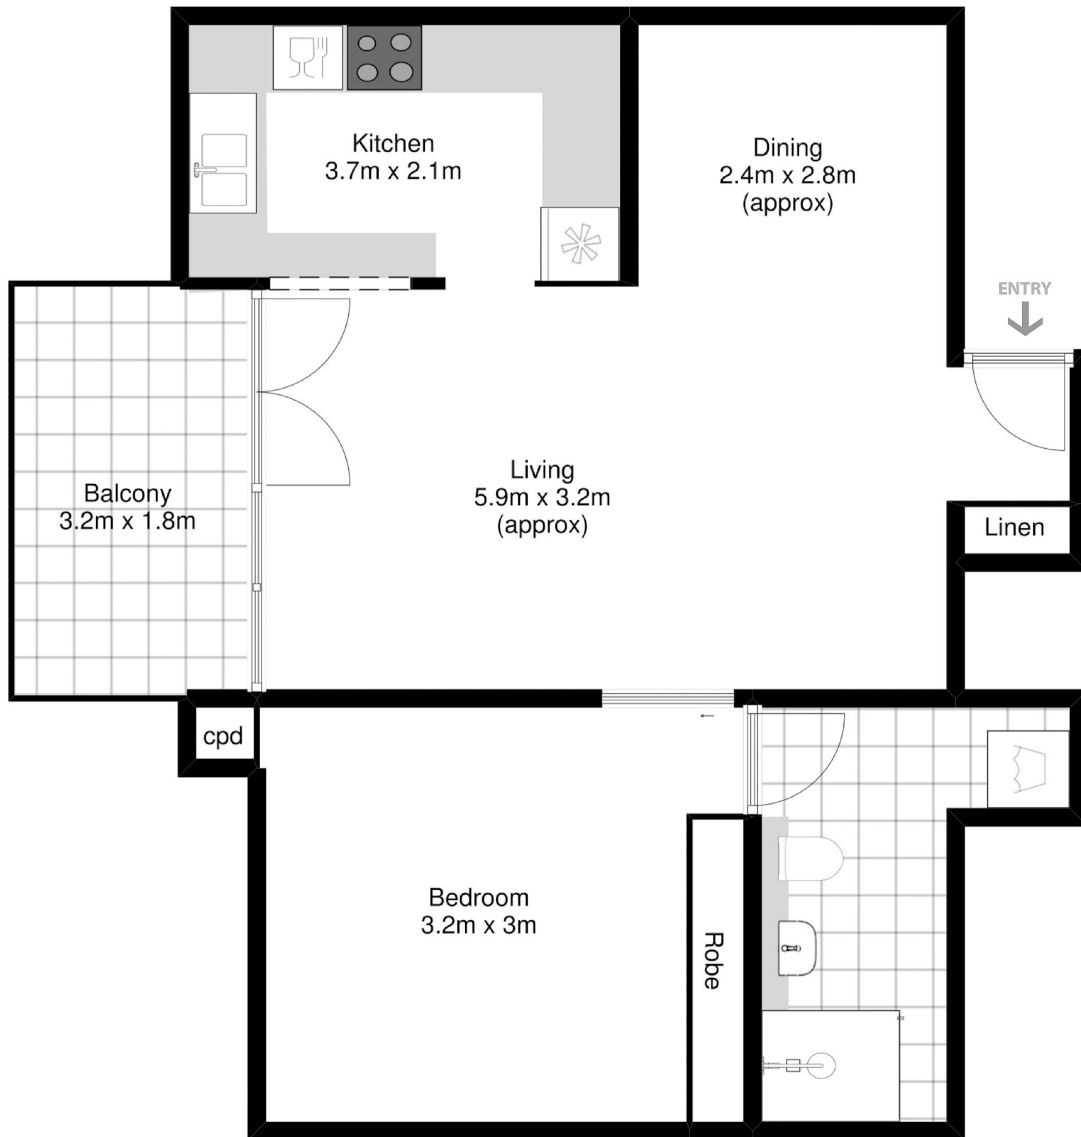 Kitchen
3.7m x 2.1m
Dining
2.4m x 2.8m
(approx)
ENTRY
Living
5.9m x 3.2m
(approx)
Balcony
3.2m x 1.8m
Linen
cpd
Bedroom
3.2m x 3m
Robe